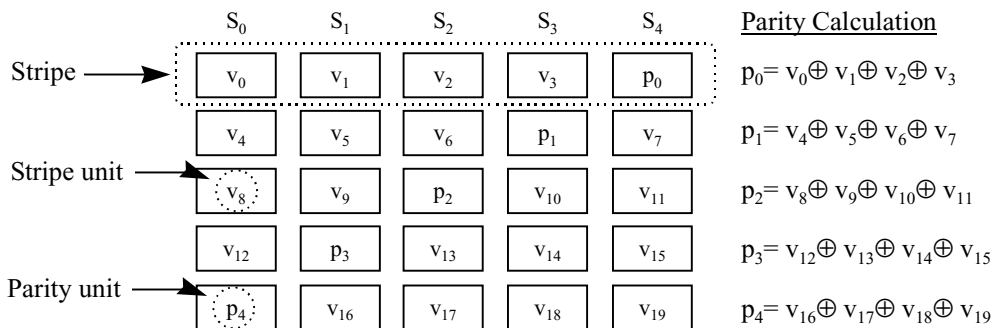 S₀ S₁ S₂ S₃ S₄ Parity Calculation
Stripe v₀ v₁ v₂ v₃ p₀ p₀= v₀⊕ v₁⊕ v₂⊕ v₃
v₄ v₅ v₆ p₁ v₇ p₁= v₄⊕ v₅⊕ v₆⊕ v₇
Stripe unit v₈ v₉ p₂ v₁₀ v₁₁ p₂= v₈⊕ v₉⊕ v₁₀⊕ v₁₁
v₁₂ p₃ v₁₃ v₁₄ v₁₅ p₃= v₁₂⊕ v₁₃⊕ v₁₄⊕ v₁₅
Parity unit p₄ v₁₆ v₁₇ v₁₈ v₁₉ p₄= v₁₆⊕ v₁₇⊕ v₁₈⊕ v₁₉